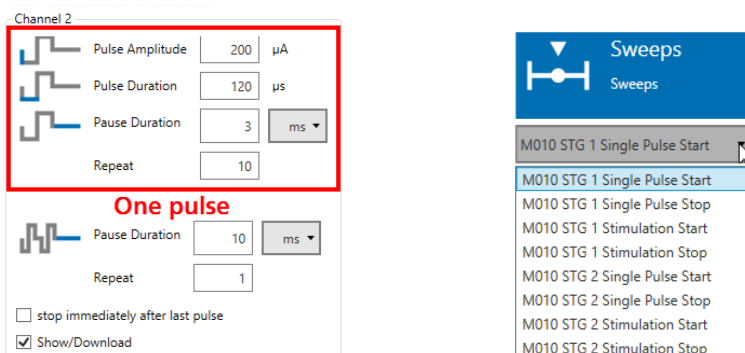 Channel 2
Pulse Amplitude 200 µA
Pulse Duration 120 µs
Pause Duration 3 ms
Repeat 10
One pulse
Pause Duration 10 ms
Repeat 1
stop immediately after last pulse
Show/Download
Sweeps
Sweeps
M010 STG 1 Single Pulse Start
M010 STG 1 Single Pulse Start
M010 STG 1 Single Pulse Stop
M010 STG 1 Stimulation Start
M010 STG 1 Stimulation Stop
M010 STG 2 Single Pulse Start
M010 STG 2 Single Pulse Stop
M010 STG 2 Stimulation Start
M010 STG 2 Stimulation Stop